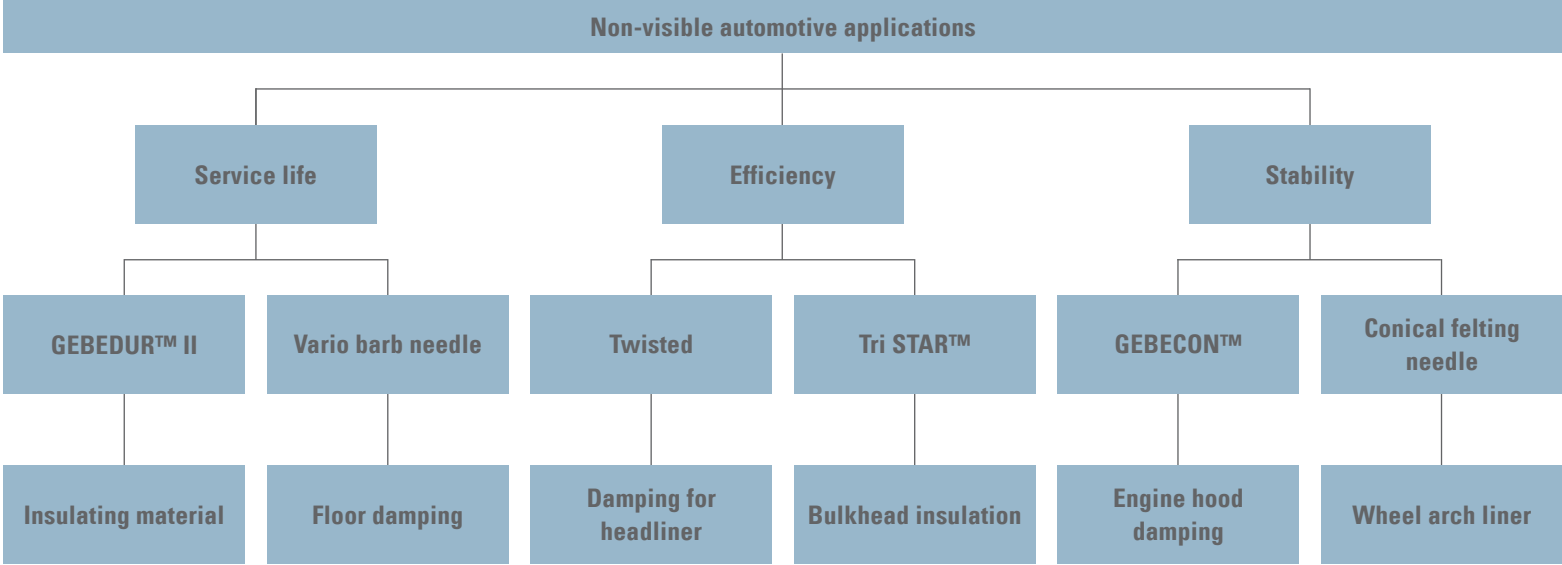 Non-visible automotive applications
Service life
Efficiency
Stability
GEBEDUR™ II
Vario barb needle
Twisted
Tri STAR™
GEBECON™
Conical felting
needle
Insulating material
Floor damping
Damping for
headliner
Bulkhead insulation
Engine hood
damping
Wheel arch liner